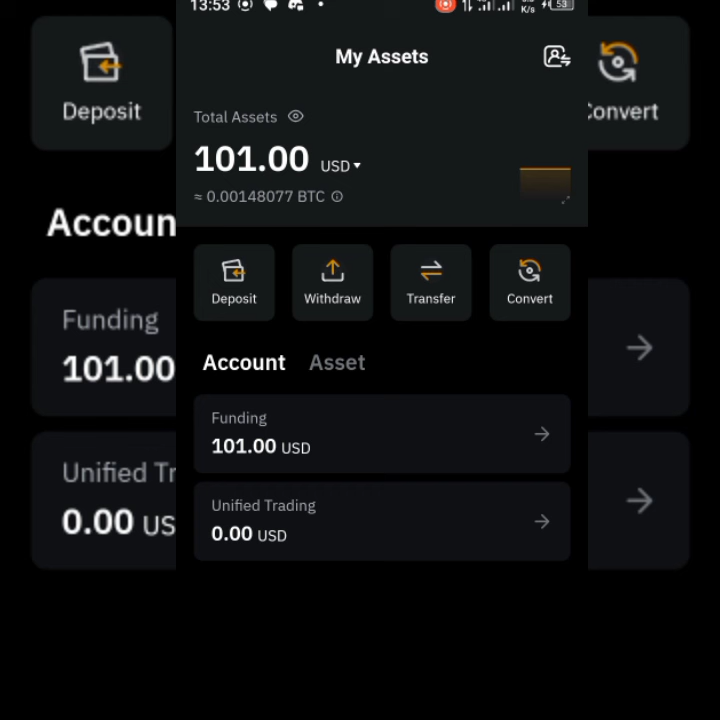 13:53
K/s
53
My Assets
Total Assets
101.00 USD
≈ 0.00148077 BTC
Deposit Withdraw Transfer Convert
Account Asset
Funding
101.00 USD
Unified Trading
0.00 USD
Deposit
Convert
Accoun
Funding
101.00
Unified Tr
0.00 US